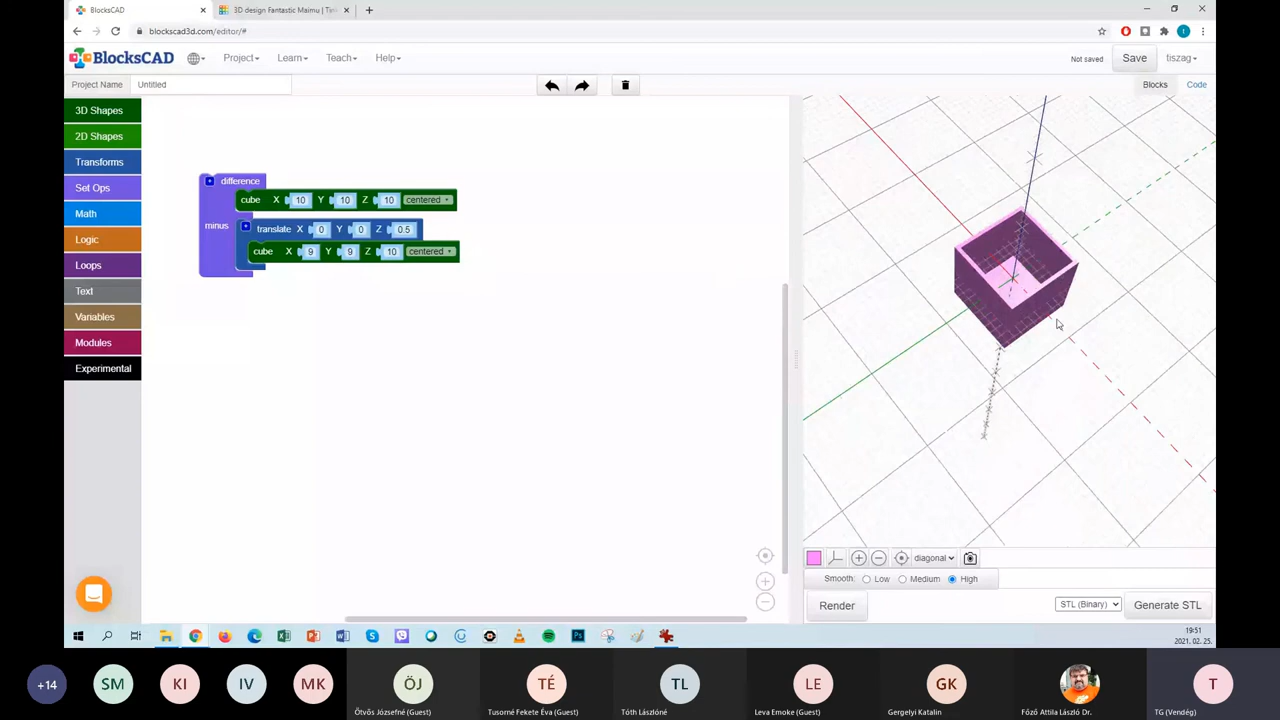 BlocksCAD
3D design Fantastic Maimu | Tin
blockscad3d.com/editor/#
BlocksCAD
Project
Learn
Teach
Help
Not saved
Save
tiszag
Project Name
Untitled
Blocks
Code
3D Shapes
2D Shapes
Transforms
Set Ops
Math
Logic
Loops
Text
Variables
Modules
Experimental
+ difference
cube X 10 Y 10 Z 10 centered
minus
+ translate X 0 Y 0 Z 0.5
cube X 9 Y 9 Z 10 centered
diagonal
Smooth: Low Medium High
Render
STL (Binary)
Generate STL
19:51
2021. 02. 25.
+14
SM
KI
IV
MK
ÖJ
TÉ
TL
LE
GK
T
Ötvös Józsefné (Guest)
Tusorné Fekete Éva (Guest)
Tóth Lászlóné
Leva Emoke (Guest)
Gergelyi Katalin
Főző Attila László Dr.
TG (Vendég)